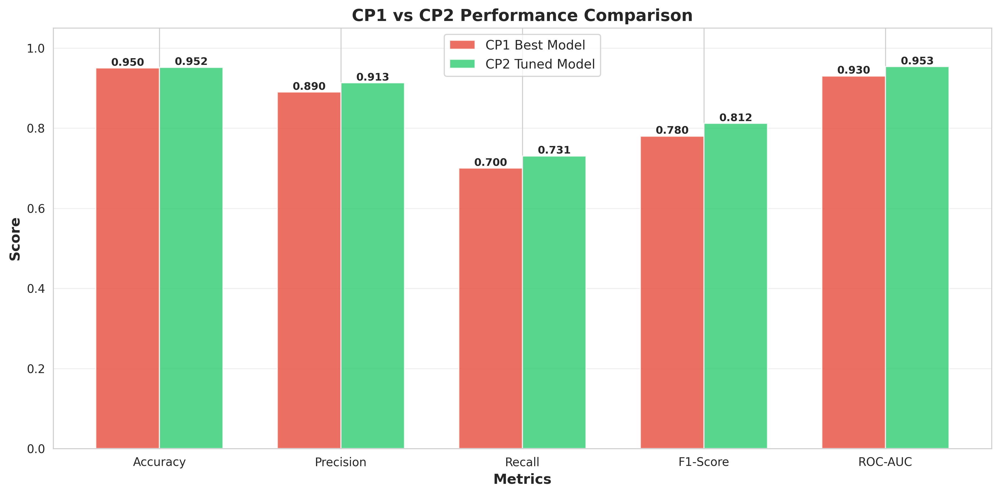 CP1 vs CP2 Performance Comparison
CP1 Best Model
CP2 Tuned Model
1.0
0.8
0.6
0.4
0.2
0.0
Score
0.950
0.952
0.890
0.913
0.700
0.731
0.780
0.812
0.930
0.953
Accuracy
Precision
Recall
F1-Score
ROC-AUC
Metrics